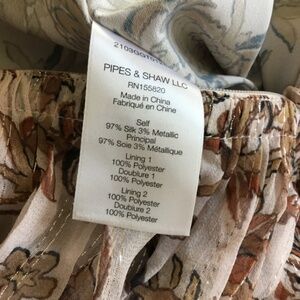 PIPES & SHAW LLC
RN155820
Made in China
Fabriqué en Chine
Self
97% Silk 3% Metallic
Principal
97% Soie 3% Métallique
Lining 1
100% Polyester
Doublure 1
100% Polyester
Lining 2
100% Polyester
Doublure 2
100% Polyester